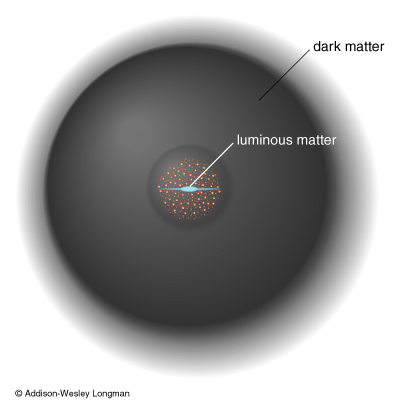 dark matter
luminous matter
© Addison-Wesley Longman